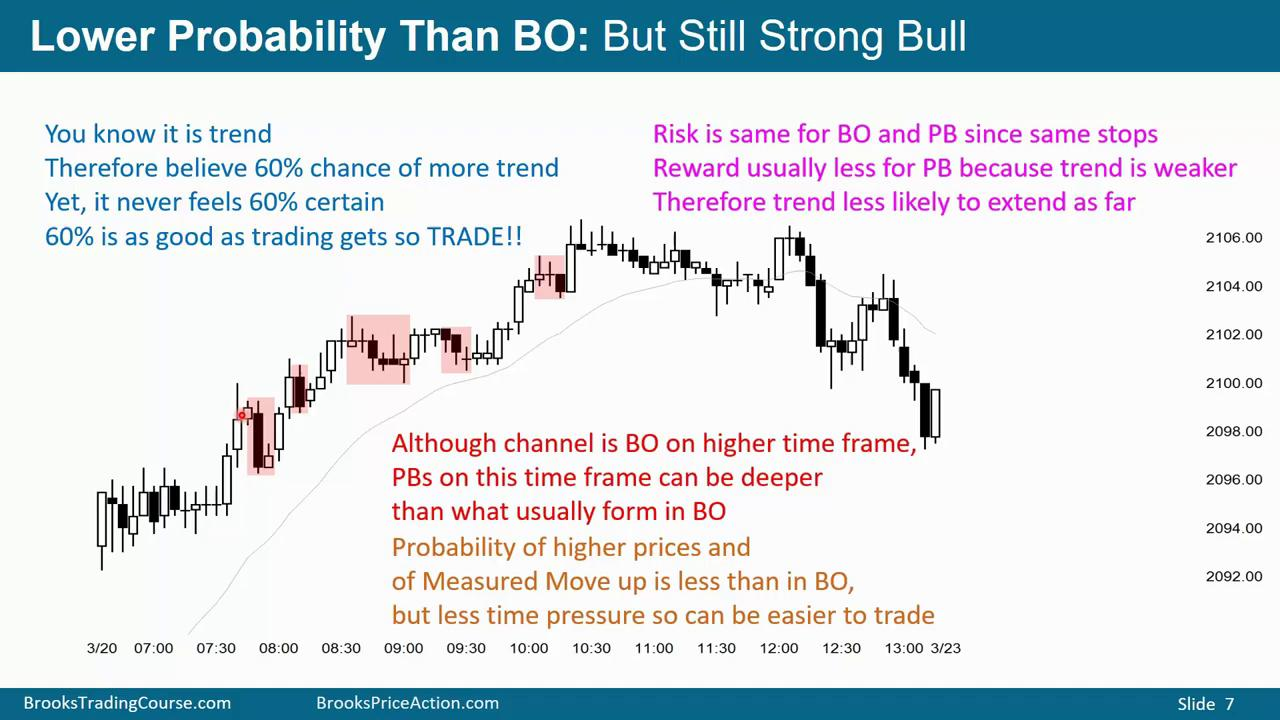 Lower Probability Than BO: But Still Strong Bull
You know it is trend
Therefore believe 60% chance of more trend
Yet, it never feels 60% certain
60% is as good as trading gets so TRADE!!
Risk is same for BO and PB since same stops
Reward usually less for PB because trend is weaker
Therefore trend less likely to extend as far
2106.00
2104.00
2102.00
2100.00
2098.00
2096.00
2094.00
2092.00
Although channel is BO on higher time frame,
PBs on this time frame can be deeper
than what usually form in BO
Probability of higher prices and
of Measured Move up is less than in BO,
but less time pressure so can be easier to trade
3/20 07:00 07:30 08:00 08:30 09:00 09:30 10:00 10:30 11:00 11:30 12:00 12:30 13:00 3/23
BrooksTradingCourse.com BrooksPriceAction.com Slide 7